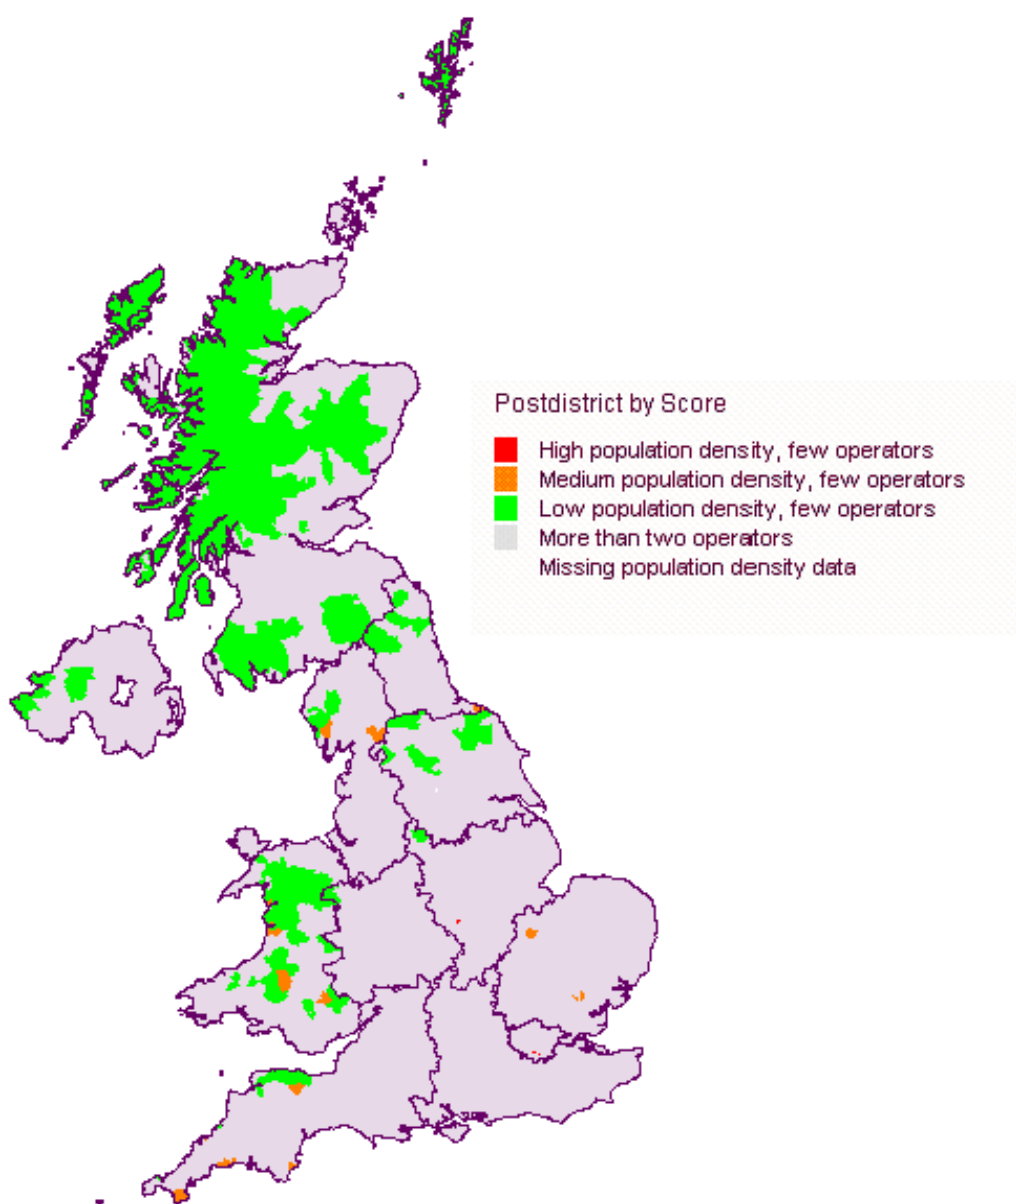 Postdistrict by Score
High population density, few operators
Medium population density, few operators
Low population density, few operators
More than two operators
Missing population density data